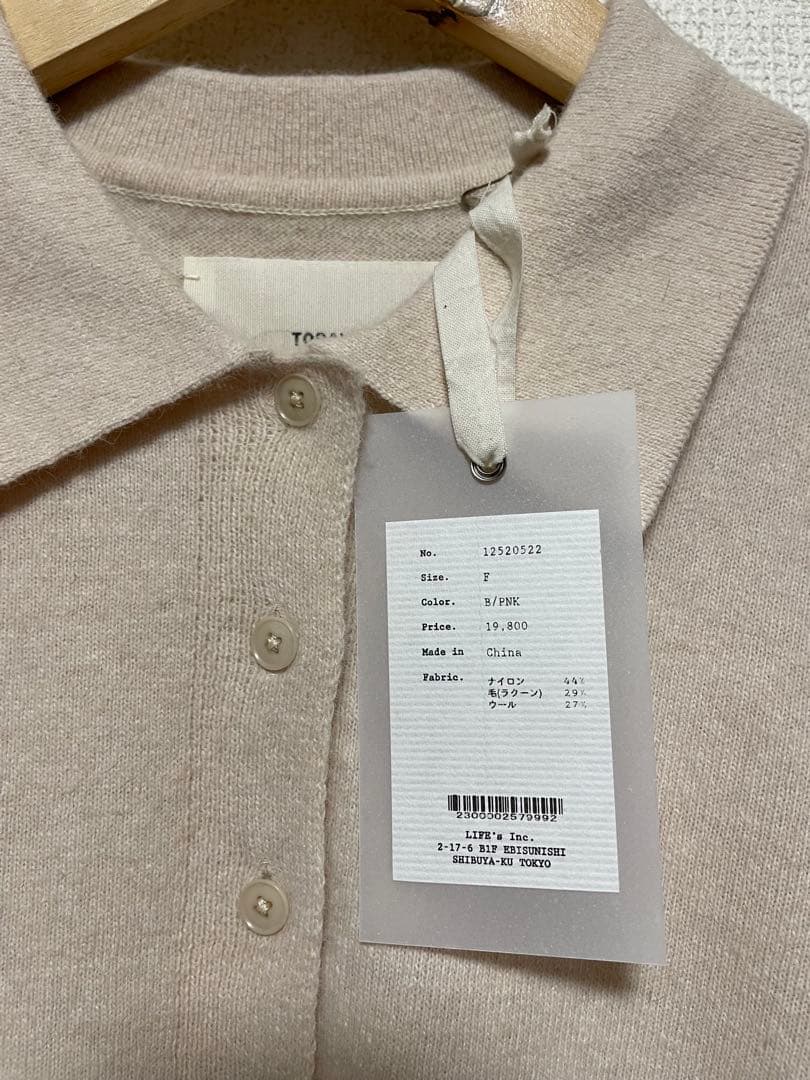 No. 12520522
Size. F
Color. B/PNK
Price. 19,800
Made in China
Fabric. ナイロン 44%
毛(ラクーン) 29%
ウール 27%
2300002579992
LIFE's Inc.
2-17-6 B1F EBISUNISHI
SHIBUYA-KU TOKYO